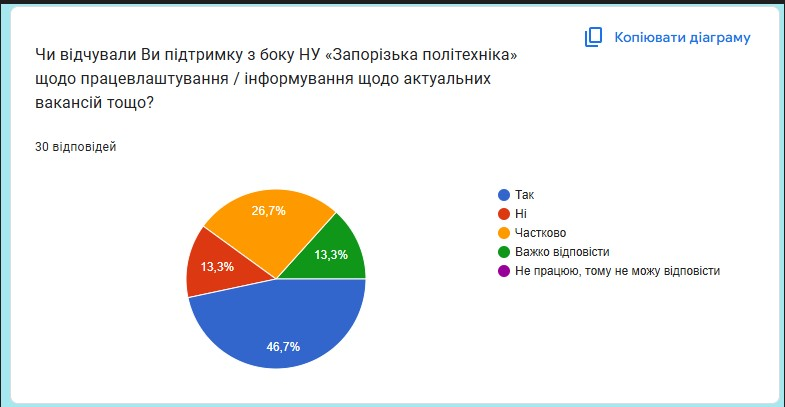 Копіювати діаграму
Чи відчували Ви підтримку з боку НУ «Запорізька політехніка»
щодо працевлаштування / інформування щодо актуальних
вакансій тощо?
30 відповідей
26,7%
13,3%
13,3%
46,7%
Так
Ні
Частково
Важко відповісти
Не працюю, тому не можу відповісти